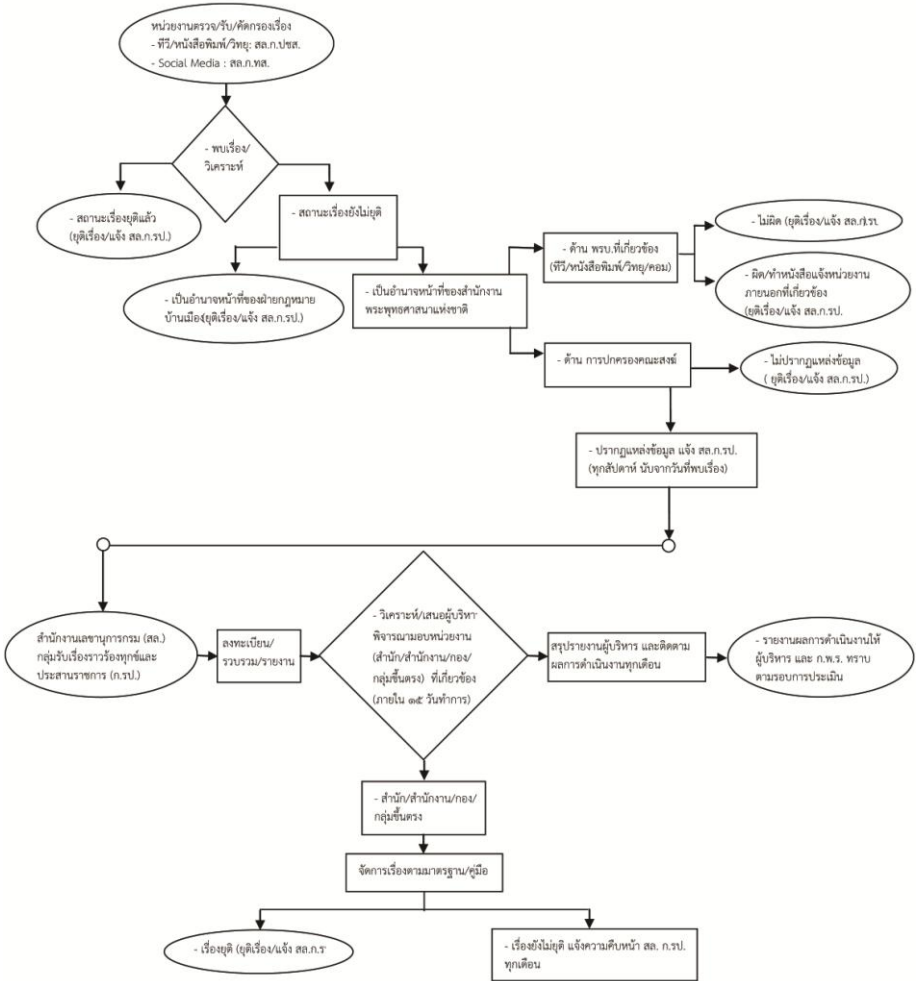 หน่วยงานตรวจ/รับ/คัดกรองเรื่อง
- ทีวี/หนังสือพิมพ์/วิทยุ: สล.ก.ปชส.
- Social Media : สล.ก.ทส.
- พบเรื่อง/
วิเคราะห์
- สถานะเรื่องยุติแล้ว
(ยุติเรื่อง/แจ้ง สล.ก.รป.)
- สถานะเรื่องยังไม่ยุติ
- เป็นอำนาจหน้าที่ของฝ่ายกฎหมาย
บ้านเมือง(ยุติเรื่อง/แจ้ง สล.ก.รป.)
- เป็นอำนาจหน้าที่ของสำนักงาน
พระพุทธศาสนาแห่งชาติ
- ด้าน พรบ.ที่เกี่ยวข้อง
(ทีวี/หนังสือพิมพ์/วิทยุ/คอม)
- ไม่ผิด (ยุติเรื่อง/แจ้ง สล.ก.รป.
- ผิด/ทำหนังสือแจ้งหน่วยงาน
ภายนอกที่เกี่ยวข้อง
(ยุติเรื่อง/แจ้ง สล.ก.รป.
- ด้าน การปกครองคณะสงฆ์
- ไม่ปรากฏแหล่งข้อมูล
( ยุติเรื่อง/แจ้ง สล.ก.รป.)
- ปรากฏแหล่งข้อมูล แจ้ง สล.ก.รป.
(ทุกสัปดาห์ นับจากวันที่พบเรื่อง)
สำนักงานเลขานุการกรม (สล.)
กลุ่มรับเรื่องราวร้องทุกข์และ
ประสานราชการ (ก.รป.)
ลงทะเบียน/
รวบรวม/รายงาน
- วิเคราะห์/เสนอผู้บริหา
พิจารณามอบหน่วยงาน
(สำนัก/สำนักงาน/กอง/
กลุ่มขึ้นตรง) ที่เกี่ยวข้อง
(ภายใน ๑๕ วันทำการ)
สรุปรายงานผู้บริหาร และติดตาม
ผลการดำเนินงานทุกเดือน
- รายงานผลการดำเนินงานให้
ผู้บริหาร และ ก.พ.ร. ทราบ
ตามรอบการประเมิน
- สำนัก/สำนักงาน/กอง/
กลุ่มขึ้นตรง
จัดการเรื่องตามมาตรฐาน/คู่มือ
- เรื่องยุติ (ยุติเรื่อง/แจ้ง สล.ก.ร
- เรื่องยังไม่ยุติ แจ้งความคืบหน้า สล. ก.รป.
ทุกเดือน